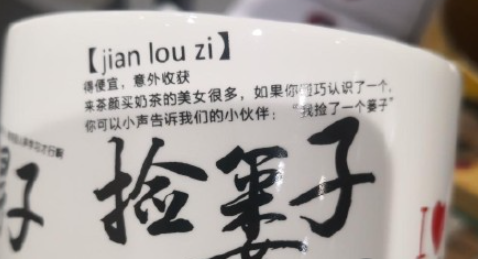 【jian lou zi】
得便宜，意外收获
来茶颜买奶茶的美女很多，如果你碰巧认识了一个，
你可以小声告诉我们的小伙伴：“我捡了一个篓子”
捡篓子
子
I